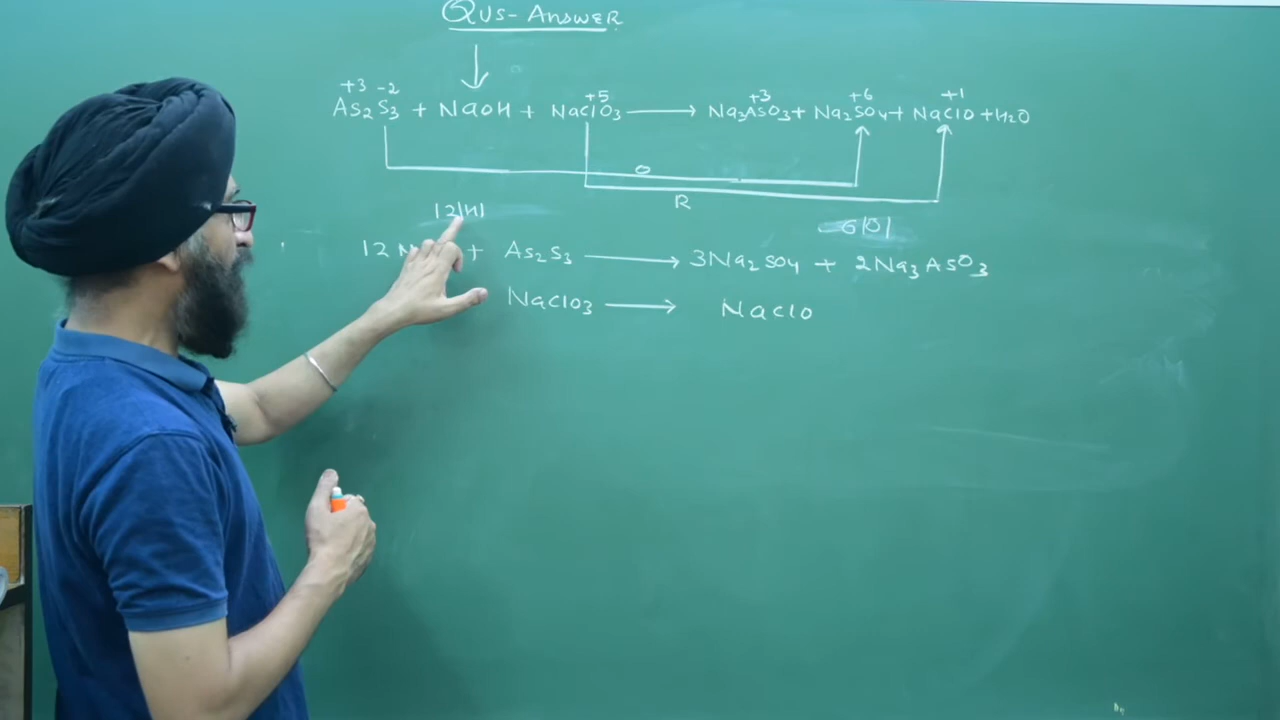 QUS-ANSWER
+3 -2 +5 +3 +6 +1
As2S3 + NaOH + NaClO3 → Na3AsO3 + Na2SO4 + NaClO + H2O
O
R
12|H| 6|O|
12 N + As2S3 → 3Na2SO4 + 2Na3AsO3
NaClO3 → NaClO